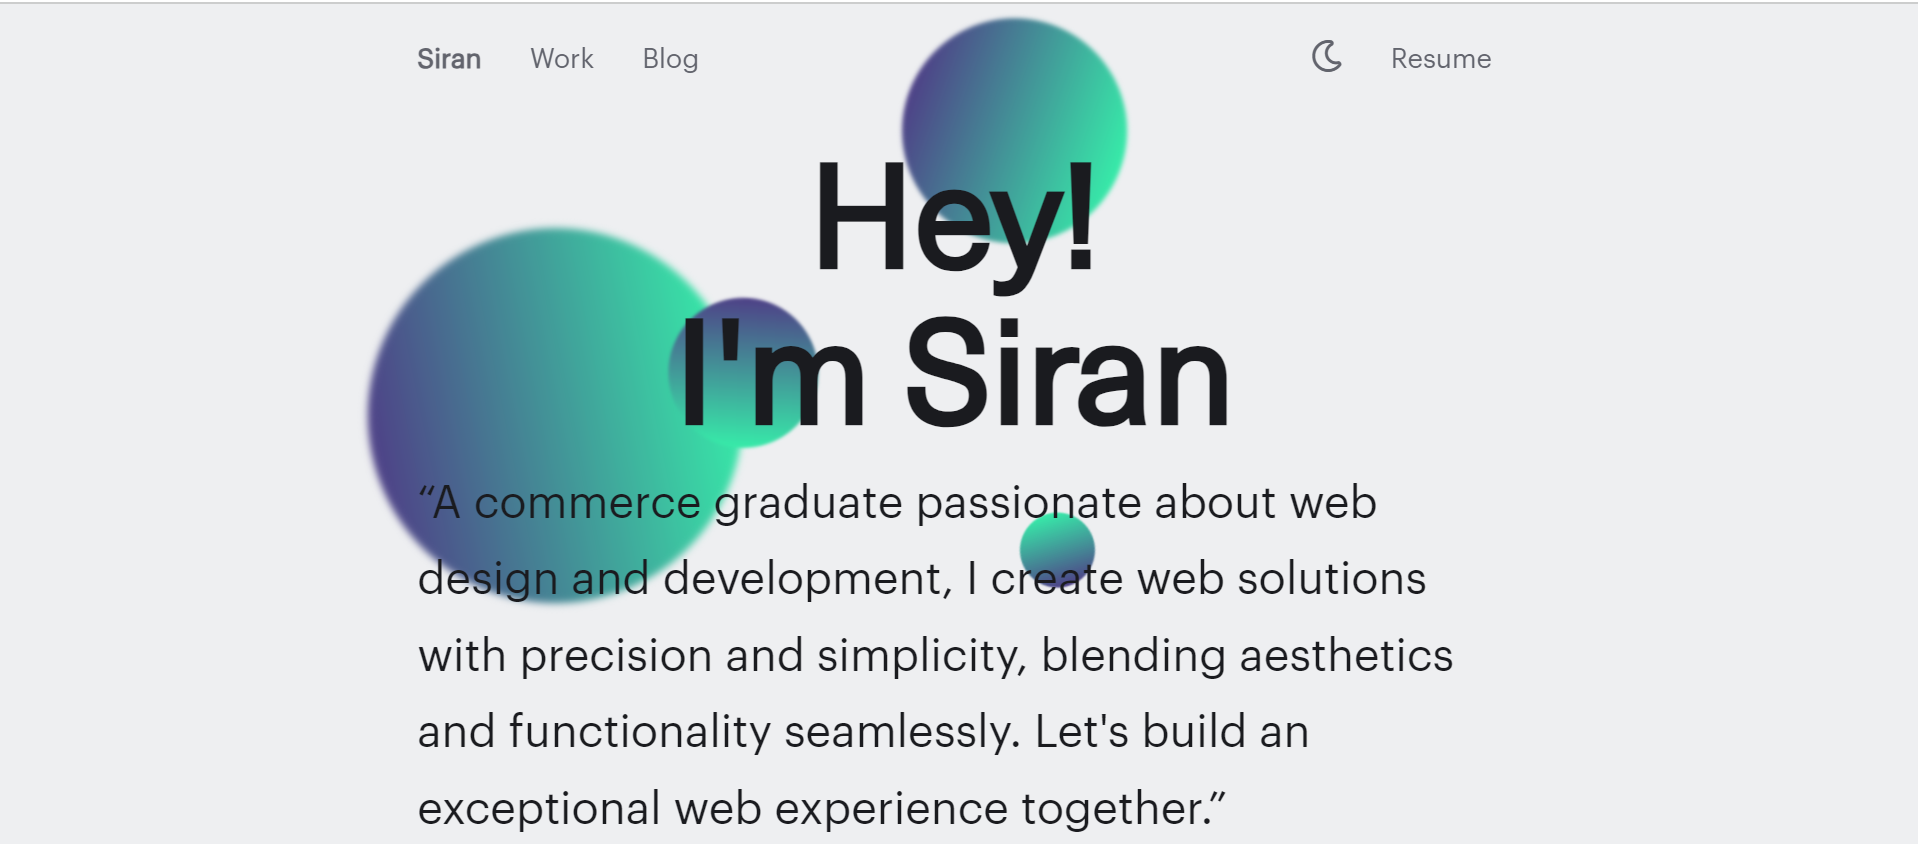 Siran Work Blog Resume
Hey!
I'm Siran
“A commerce graduate passionate about web
design and development, I create web solutions
with precision and simplicity, blending aesthetics
and functionality seamlessly. Let's build an
exceptional web experience together.”